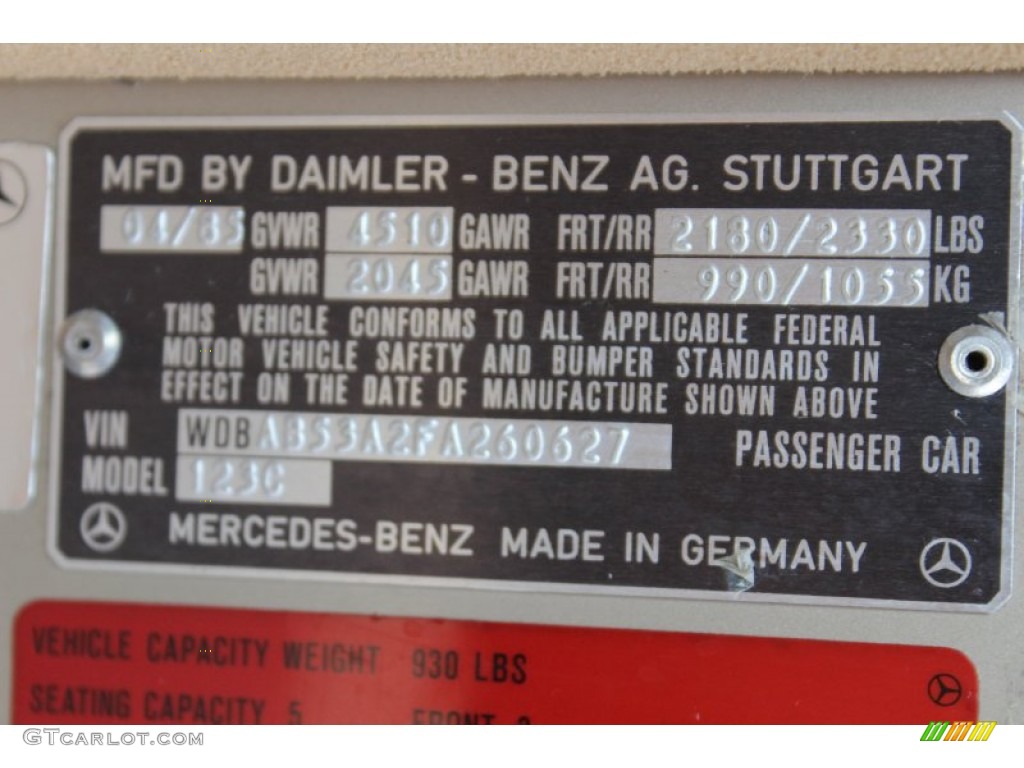 MFD BY DAIMLER - BENZ AG. STUTTGART
04/85 GVWR 4510 GAWR FRT/RR 2180/2330 LBS
GVWR 2045 GAWR FRT/RR 990/1055 KG
THIS VEHICLE CONFORMS TO ALL APPLICABLE FEDERAL
MOTOR VEHICLE SAFETY AND BUMPER STANDARDS IN
EFFECT ON THE DATE OF MANUFACTURE SHOWN ABOVE
VIN WDBAB53A2FA260627 PASSENGER CAR
MODEL 123C
MERCEDES-BENZ MADE IN GERMANY
VEHICLE CAPACITY WEIGHT 930 LBS
SEATING CAPACITY 5 FRONT 2
GTcarlot.com